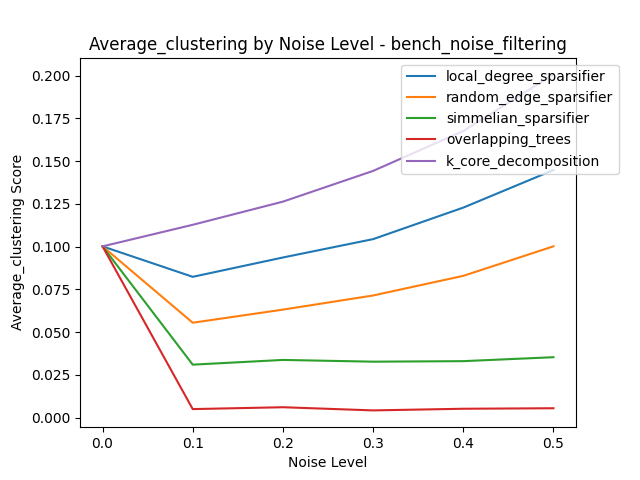 Average_clustering by Noise Level - bench_noise_filtering
local_degree_sparsifier
random_edge_sparsifier
simmelian_sparsifier
overlapping_trees
k_core_decomposition
Average_clustering Score
0.200
0.175
0.150
0.125
0.100
0.075
0.050
0.025
0.000
0.0 0.1 0.2 0.3 0.4 0.5
Noise Level